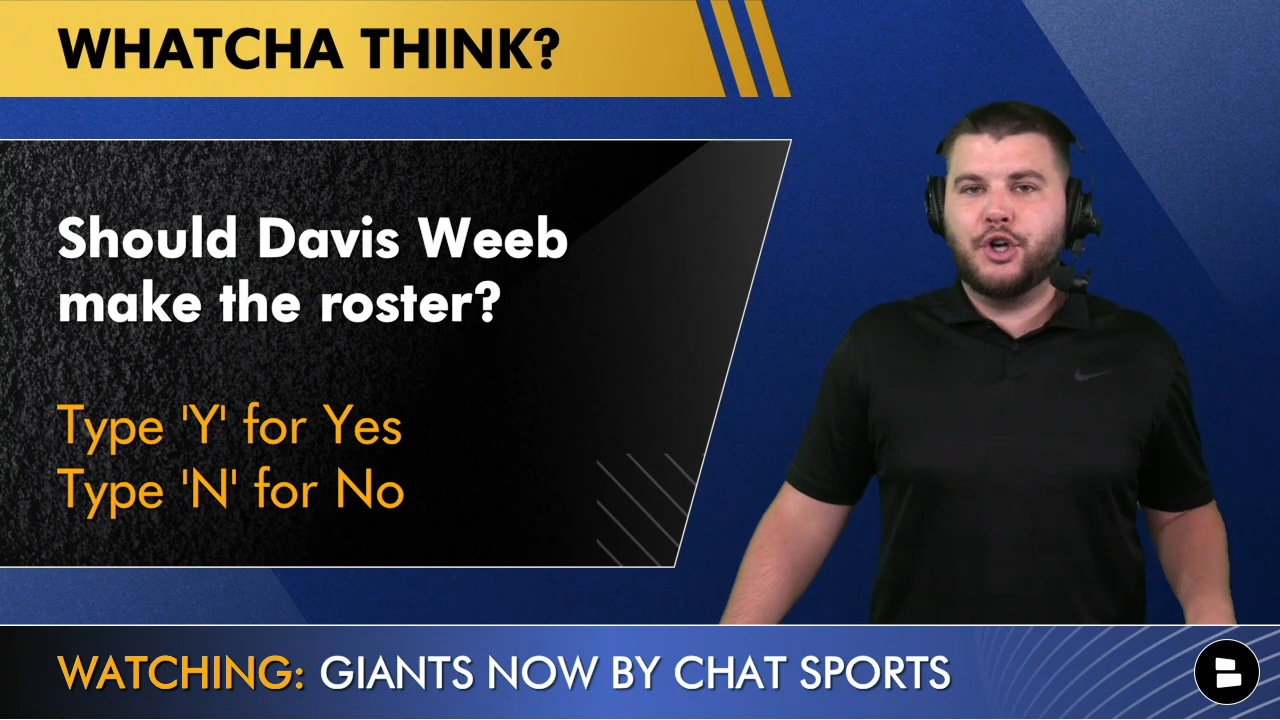 WHATCHA THINK?
Should Davis Weeb
make the roster?
Type 'Y' for Yes
Type 'N' for No
WATCHING: GIANTS NOW BY CHAT SPORTS